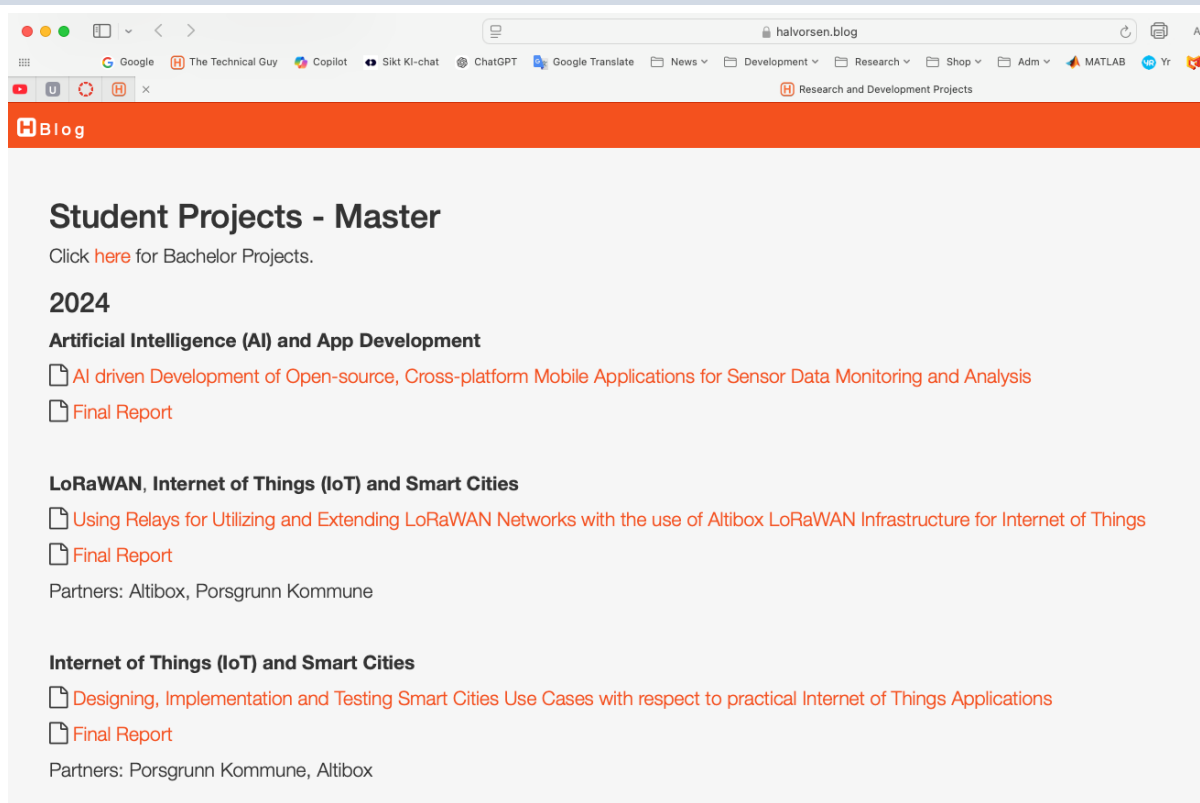 halvorsen.blog
A
Google The Technical Guy Copilot Sikt KI-chat ChatGPT Google Translate News Development Research Shop Adm MATLAB Yr
U H H Research and Development Projects
H Blog
Student Projects - Master
Click here for Bachelor Projects.
2024
Artificial Intelligence (AI) and App Development
AI driven Development of Open-source, Cross-platform Mobile Applications for Sensor Data Monitoring and Analysis
Final Report
LoRaWAN, Internet of Things (IoT) and Smart Cities
Using Relays for Utilizing and Extending LoRaWAN Networks with the use of Altibox LoRaWAN Infrastructure for Internet of Things
Final Report
Partners: Altibox, Porsgrunn Kommune
Internet of Things (IoT) and Smart Cities
Designing, Implementation and Testing Smart Cities Use Cases with respect to practical Internet of Things Applications
Final Report
Partners: Porsgrunn Kommune, Altibox